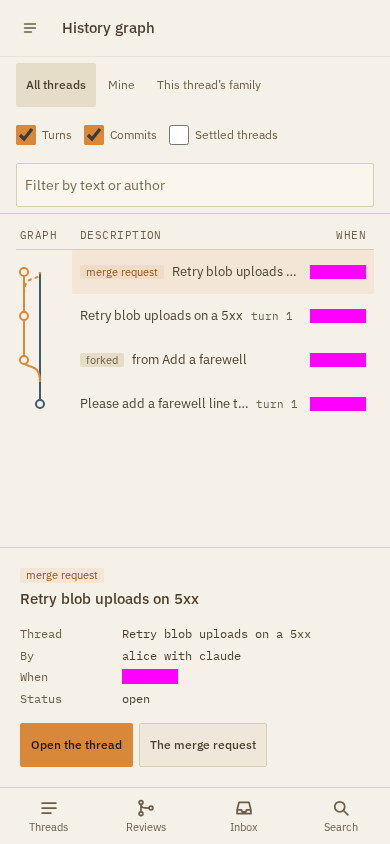 History graph
All threads Mine This thread's family
Turns Commits Settled threads
Filter by text or author
GRAPH DESCRIPTION WHEN
merge request Retry blob uploads ...
Retry blob uploads on a 5xx turn 1
forked from Add a farewell
Please add a farewell line t... turn 1
merge request
Retry blob uploads on 5xx
Thread Retry blob uploads on a 5xx
By alice with claude
When
Status open
Open the thread The merge request
Threads Reviews Inbox Search